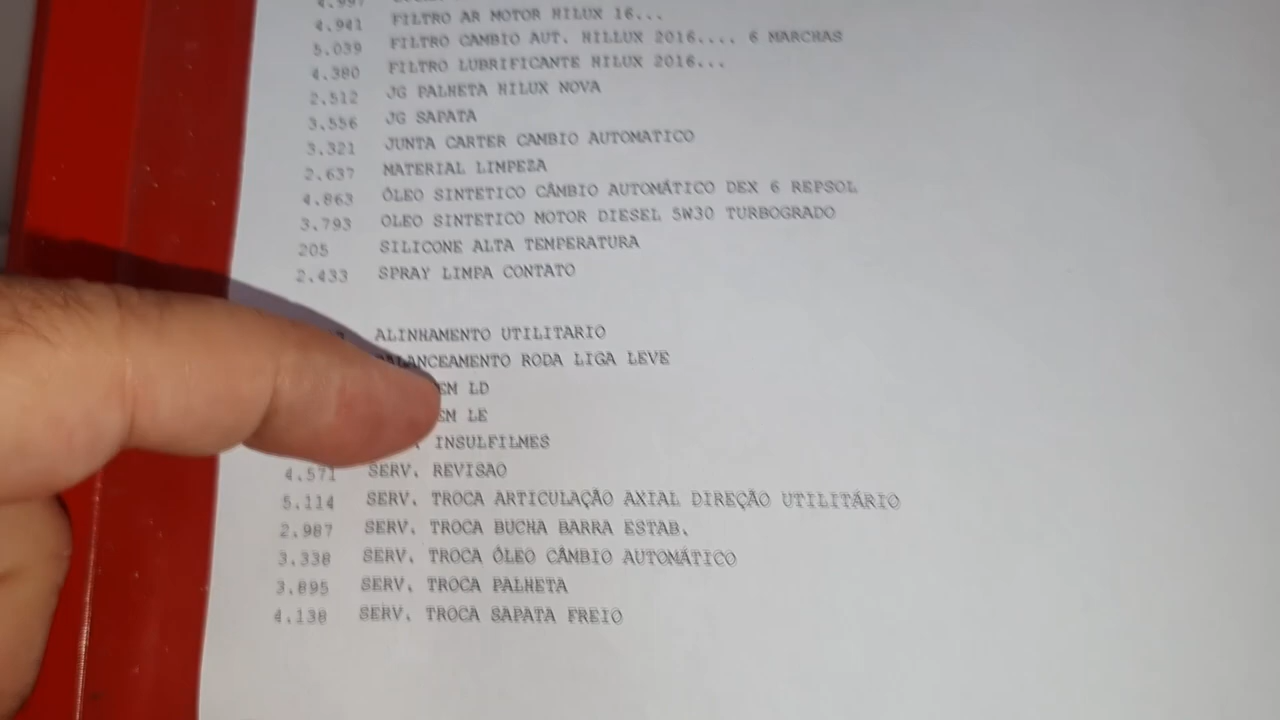 4.941 FILTRO AR MOTOR HILUX 16...
5.039 FILTRO CAMBIO AUT. HILLUX 2016.... 6 MARCHAS
4.380 FILTRO LUBRIFICANTE HILUX 2016...
2.512 JG PALHETA HILUX NOVA
3.556 JG SAPATA
3.321 JUNTA CARTER CAMBIO AUTOMATICO
2.637 MATERIAL LIMPEZA
4.863 ÓLEO SINTETICO CÂMBIO AUTOMÁTICO DEX 6 REPSOL
3.793 OLEO SINTETICO MOTOR DIESEL 5W30 TURBOGRADO
205 SILICONE ALTA TEMPERATURA
2.433 SPRAY LIMPA CONTATO
ALINHAMENTO UTILITARIO
BALANCEAMENTO RODA LIGA LEVE
EM LD
EM LE
INSULFILMES
4.571 SERV. REVISAO
5.114 SERV. TROCA ARTICULAÇÃO AXIAL DIREÇÃO UTILITÁRIO
2.987 SERV. TROCA BUCHA BARRA ESTAB.
3.338 SERV. TROCA ÓLEO CÂMBIO AUTOMÁTICO
3.895 SERV. TROCA PALHETA
4.138 SERV. TROCA SAPATA FREIO